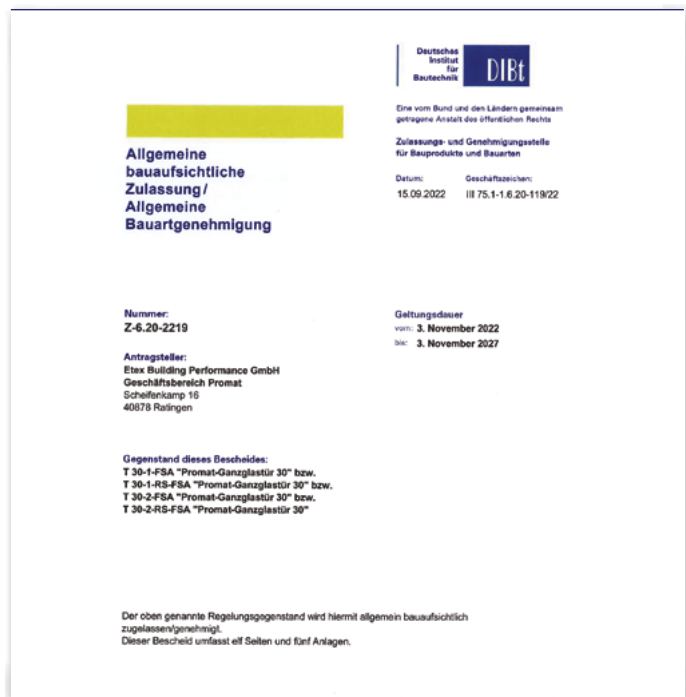 Deutsches
Institut
für
Bautechnik
DIBt
Eine vom Bund und den Ländern gemeinsam
getragene Anstalt des öffentlichen Rechts
Zulassungs- und Genehmigungsstelle
für Bauprodukte und Bauarten
Datum: Geschäftszeichen:
15.09.2022 III 75.1-1.6.20-119/22
Allgemeine
bauaufsichtliche
Zulassung/
Allgemeine
Bauartgenehmigung
Nummer:
Z-6.20-2219
Geltungsdauer
vom: 3. November 2022
bis: 3. November 2027
Antragsteller:
Etex Building Performance GmbH
Geschäftsbereich Promat
Scheifenkamp 16
40878 Ratingen
Gegenstand dieses Bescheides:
T 30-1-FSA "Promat-Ganzglastür 30" bzw.
T 30-1-RS-FSA "Promat-Ganzglastür 30" bzw.
T 30-2-FSA "Promat-Ganzglastür 30" bzw.
T 30-2-RS-FSA "Promat-Ganzglastür 30"
Der oben genannte Regelungsgegenstand wird hiermit allgemein bauaufsichtlich
zugelassen/genehmigt.
Dieser Bescheid umfasst elf Seiten und fünf Anlagen.